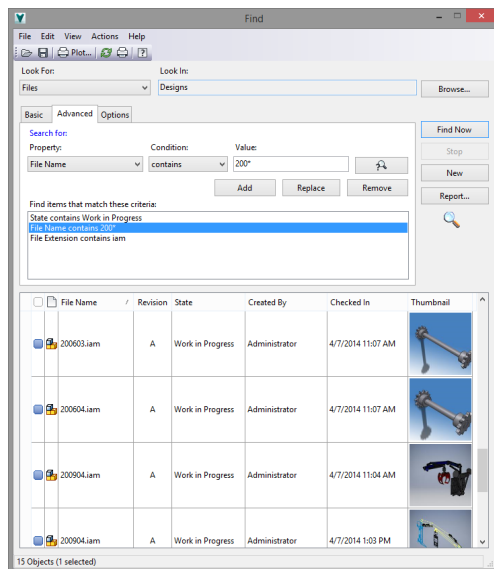 Find
File Edit View Actions Help
Plot...
Look For: Look In:
Files Designs Browse...
Basic Advanced Options
Find Now
Search for:
Stop
Property: Condition: Value:
File Name contains 200*
New
Add Replace Remove
Report...
Find items that match these criteria:
State contains Work in Progress
File Name contains 200*
File Extension contains iam
File Name / Revision State Created By Checked In Thumbnail
200603.iam A Work in Progress Administrator 4/7/2014 11:07 AM
200604.iam A Work in Progress Administrator 4/7/2014 11:07 AM
200904.iam A Work in Progress Administrator 4/7/2014 11:04 AM
200904.iam A Work in Progress Administrator 4/7/2014 1:03 PM
15 Objects (1 selected)